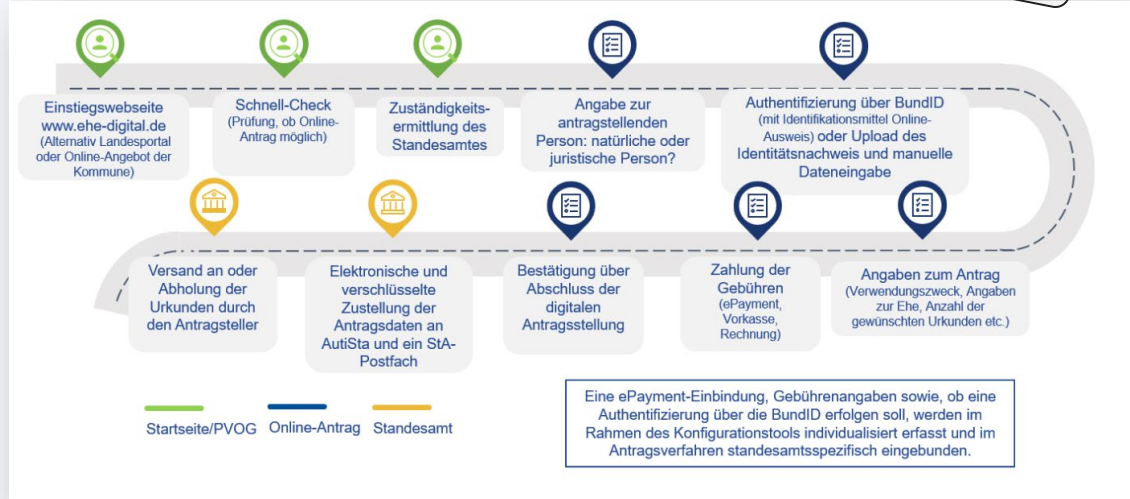 Einstiegswebseite
www.ehe-digital.de
(Alternativ Landesportal
oder Online-Angebot der
Kommune)
Schnell-Check
(Prüfung, ob Online-
Antrag möglich)
Zuständigkeits-
ermittlung des
Standesamtes
Angabe zur
antragstellenden
Person: natürliche oder
juristische Person?
Authentifizierung über BundID
(mit Identifikationsmittel Online-
Ausweis) oder Upload des
Identitätsnachweis und manuelle
Dateneingabe
Angaben zum Antrag
(Verwendungszweck, Angaben
zur Ehe, Anzahl der
gewünschten Urkunden etc.)
Zahlung der
Gebühren
(ePayment,
Vorkasse,
Rechnung)
Bestätigung über
Abschluss der
digitalen
Antragsstellung
Elektronische und
verschlüsselte
Zustellung der
Antragsdaten an
AutiSta und ein StA-
Postfach
Versand an oder
Abholung der
Urkunden durch
den Antragsteller
Startseite/PVOG
Online-Antrag
Standesamt
Eine ePayment-Einbindung, Gebührenangaben sowie, ob eine
Authentifizierung über die BundID erfolgen soll, werden im
Rahmen des Konfigurationstools individualisiert erfasst und im
Antragsverfahren standesamtsspezifisch eingebunden.